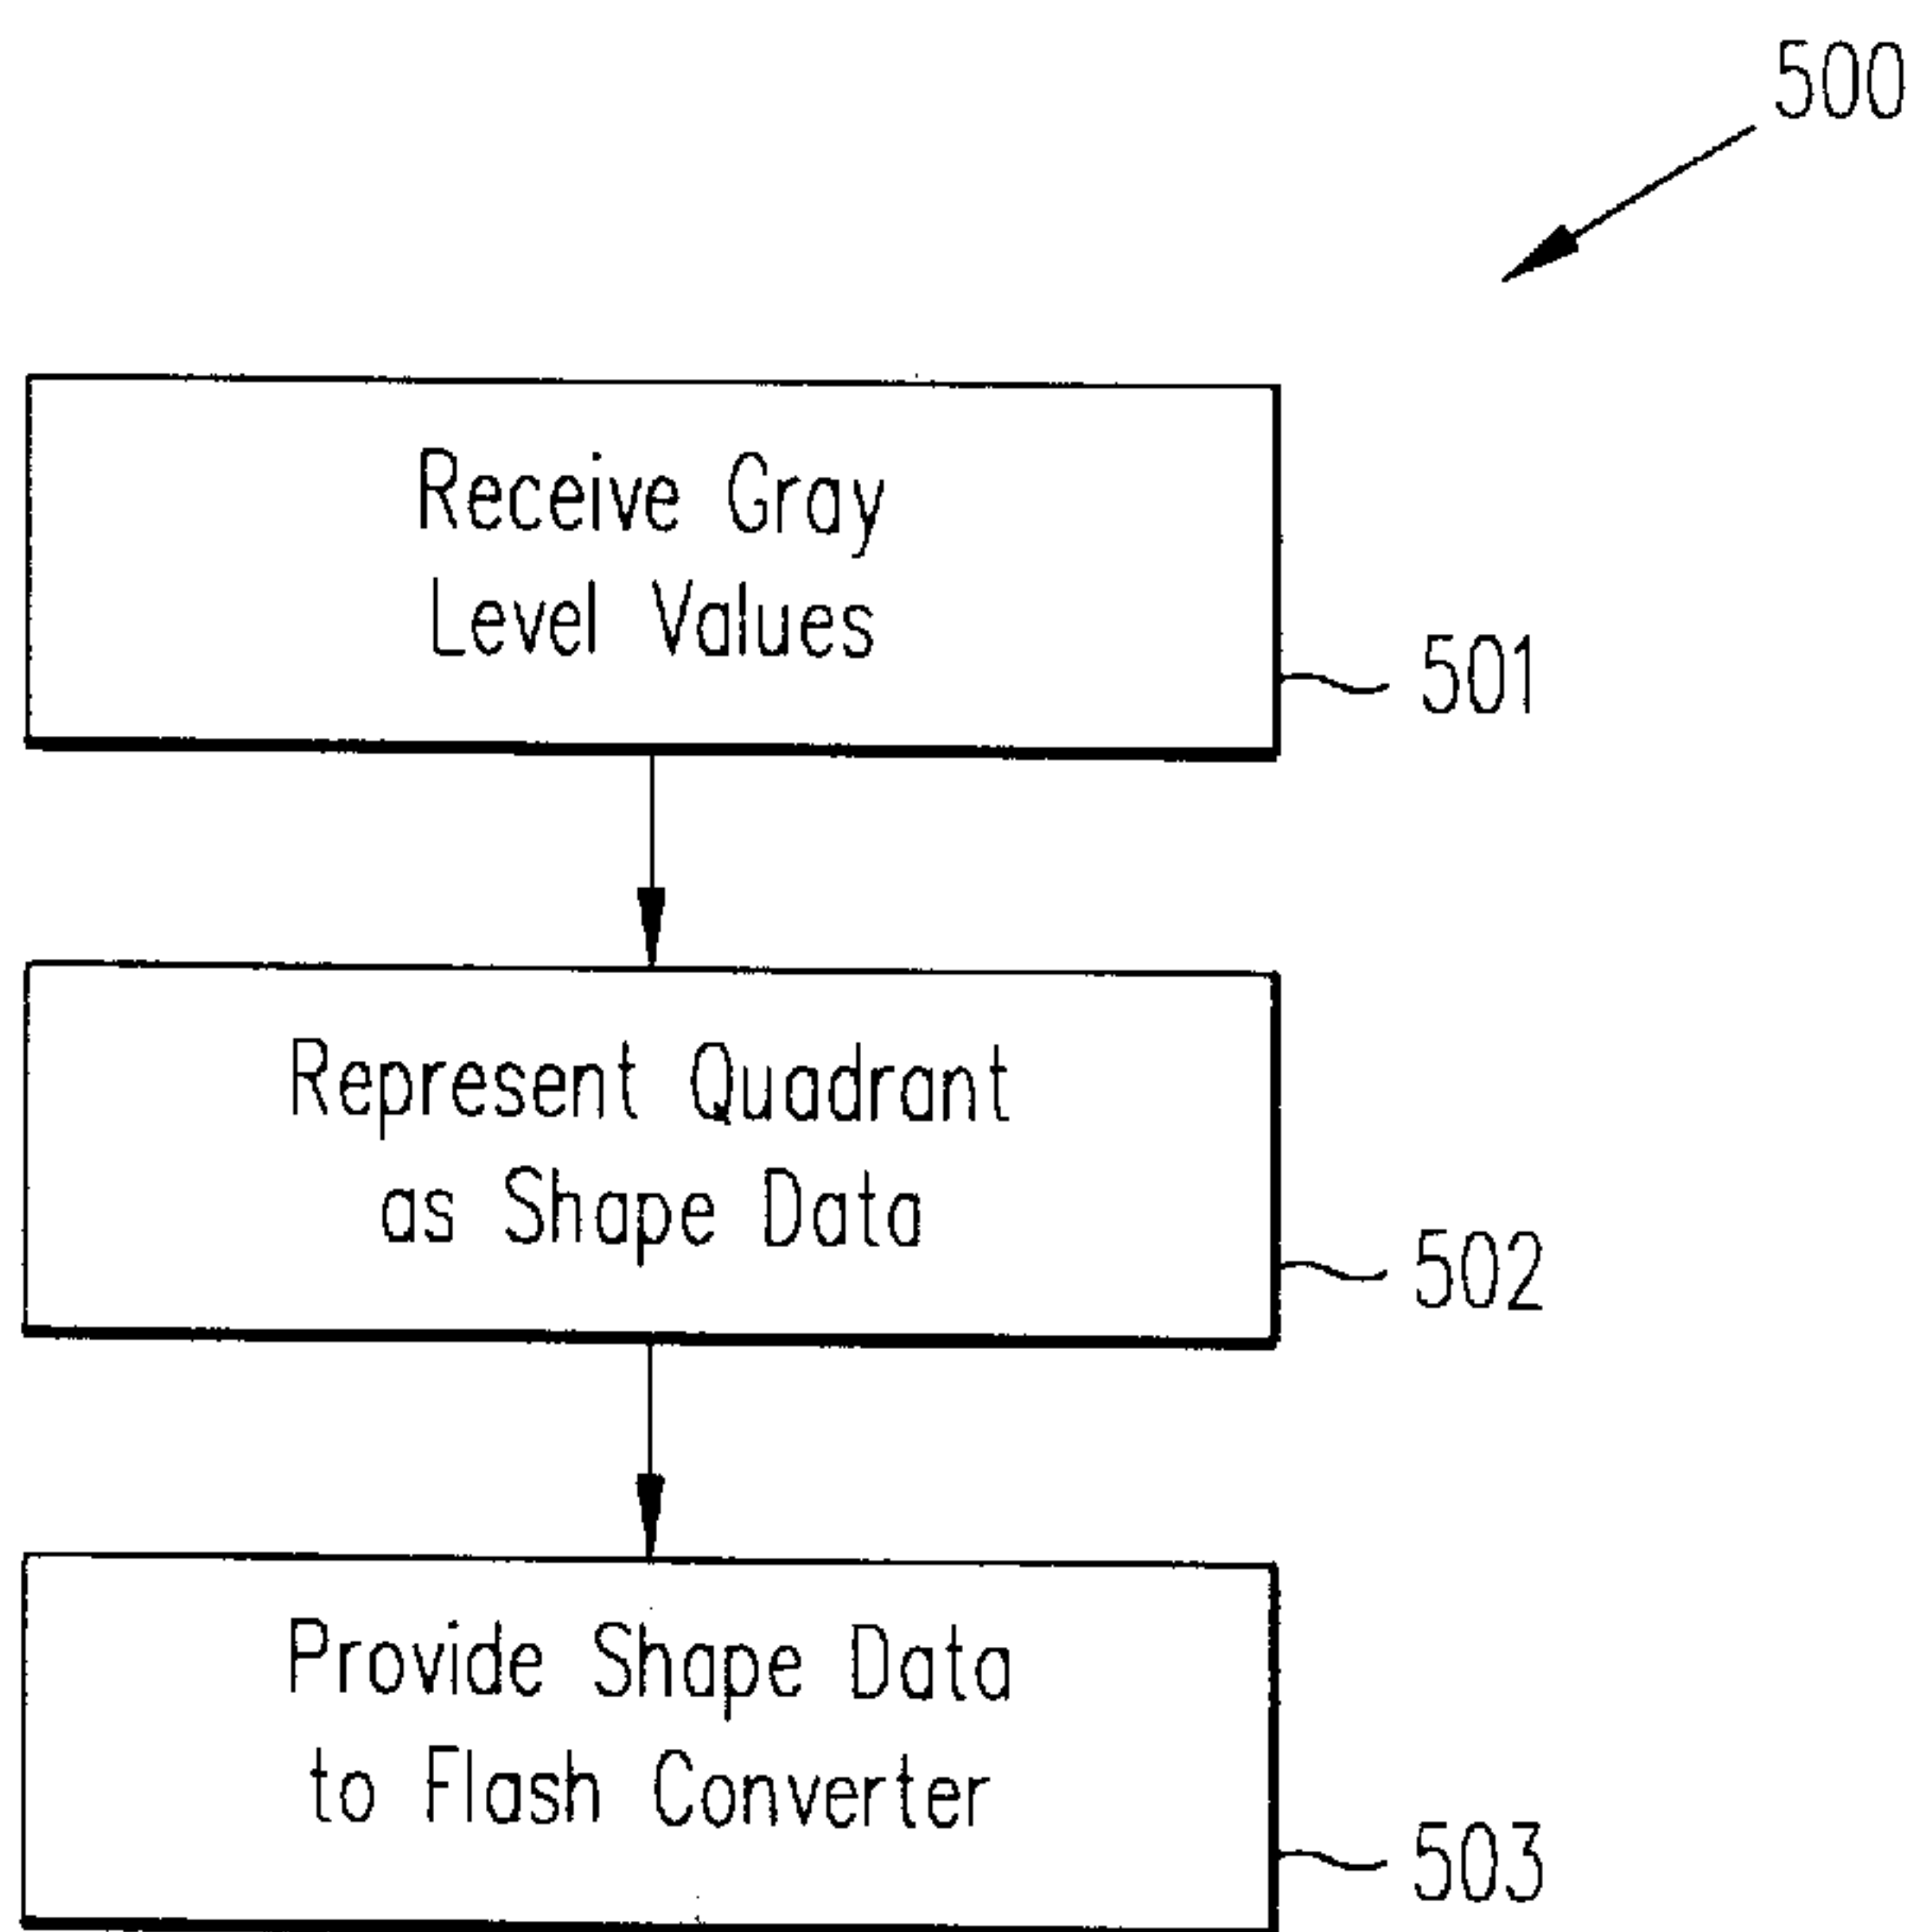 500
Receive Gray
Level Values
501
Represent Quadrant
as Shape Data
502
Provide Shape Data
to Flash Converter
503